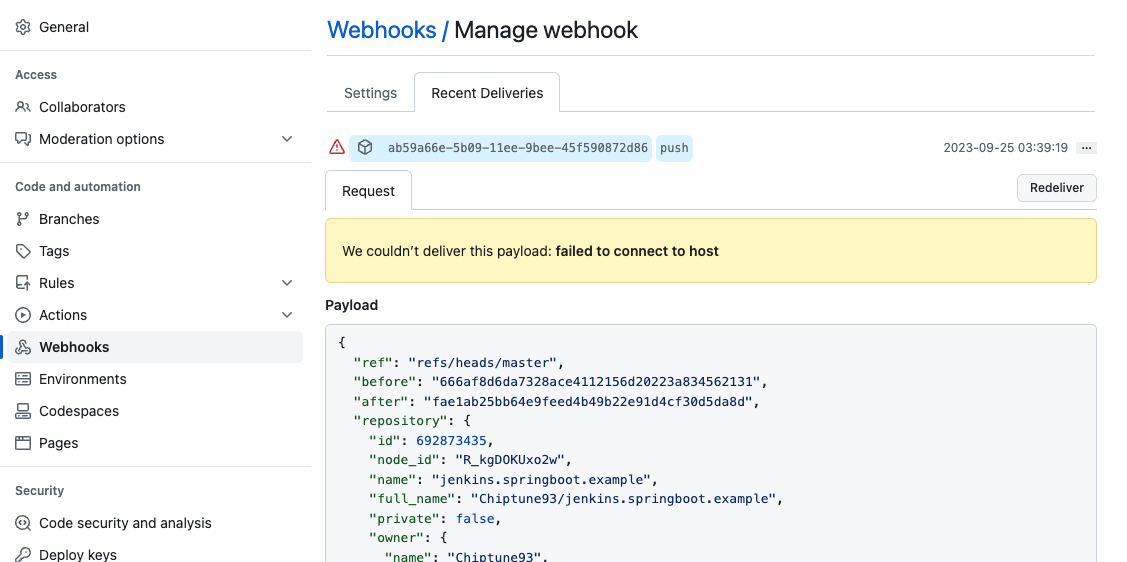 General
Access
Collaborators
Moderation options
Code and automation
Branches
Tags
Rules
Actions
Webhooks
Environments
Codespaces
Pages
Security
Code security and analysis
Deploy keys
Webhooks / Manage webhook
Settings
Recent Deliveries
ab59a66e-5b09-11ee-9bee-45f590872d86 push 2023-09-25 03:39:19 ...
Request
Redeliver
We couldn’t deliver this payload: failed to connect to host
Payload
{
"ref": "refs/heads/master",
"before": "666af8d6da7328ace4112156d20223a834562131",
"after": "fae1ab25bb64e9feed4b49b22e91d4cf30d5da8d",
"repository": {
"id": 692873435,
"node_id": "R_kgDOKUxo2w",
"name": "jenkins.springboot.example",
"full_name": "Chiptune93/jenkins.springboot.example",
"private": false,
"owner": {
"name": "Chiptune93",